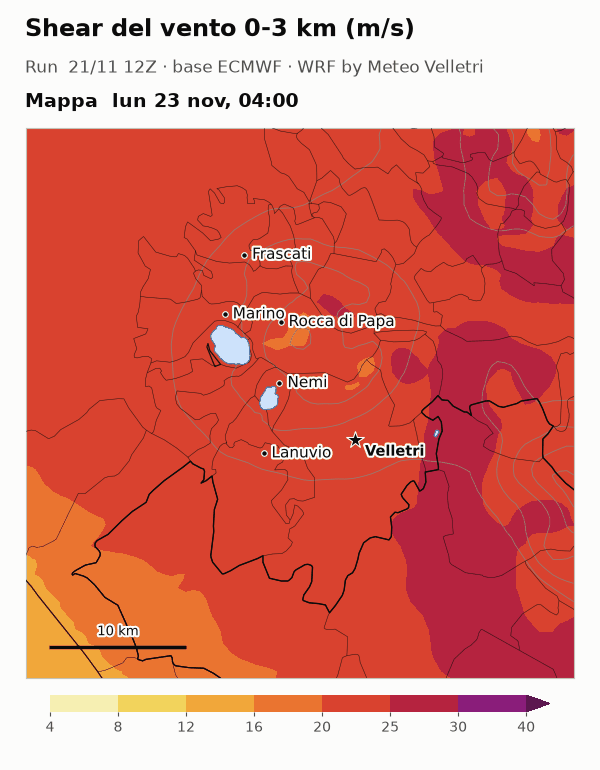 Shear del vento 0-3 km (m/s)
Run  21/11 12Z · base ECMWF · WRF by Meteo Velletri
Mappa  lun 23 nov, 04:00
Frascati
Marino
Rocca di Papa
Nemi
Velletri
Lanuvio
10 km
4 8 12 16 20 25 30 40